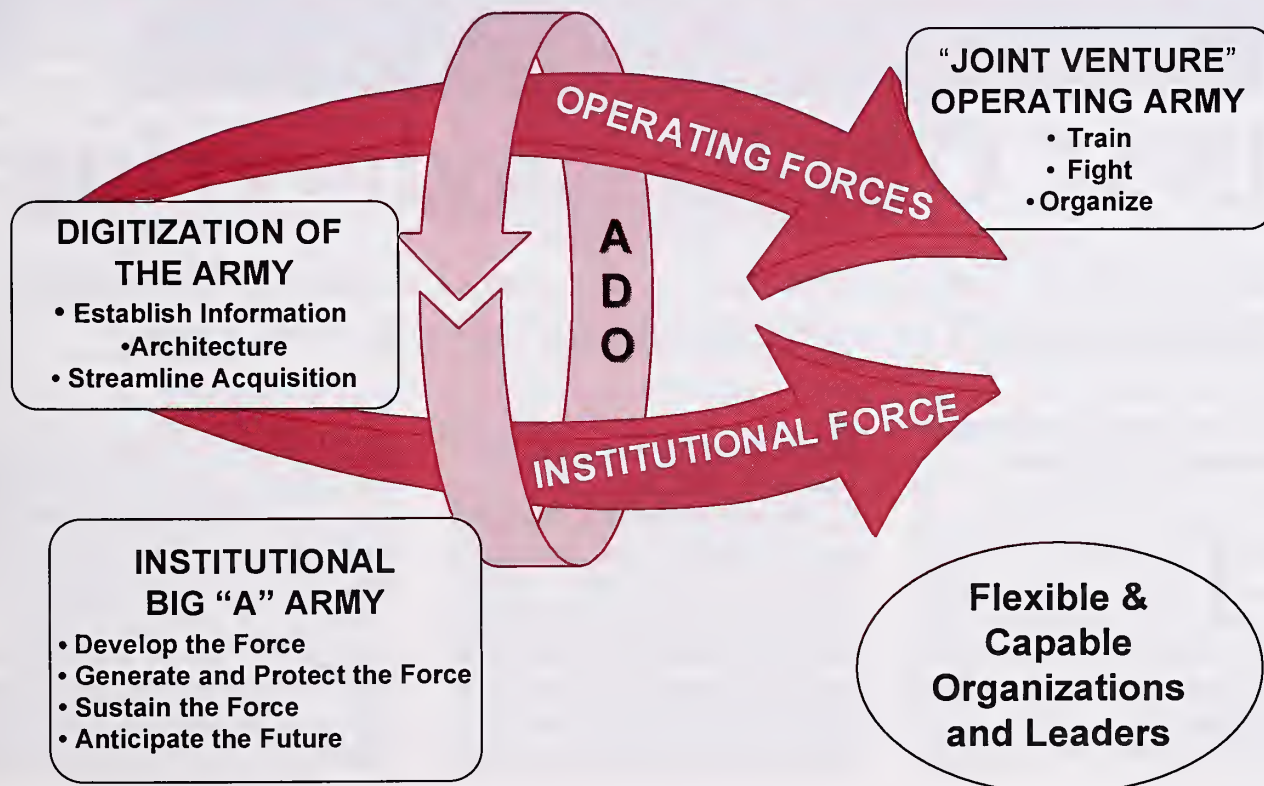 DIGITIZATION OF
THE ARMY
• Establish Information
•Architecture
• Streamline Acquisition
OPERATING FORCES
A
D
O
INSTITUTIONAL FORCE
“JOINT VENTURE”
OPERATING ARMY
• Train
• Fight
•Organize
INSTITUTIONAL
BIG “A” ARMY
• Develop the Force
• Generate and Protect the Force
• Sustain the Force
• Anticipate the Future
Flexible &
Capable
Organizations
and Leaders